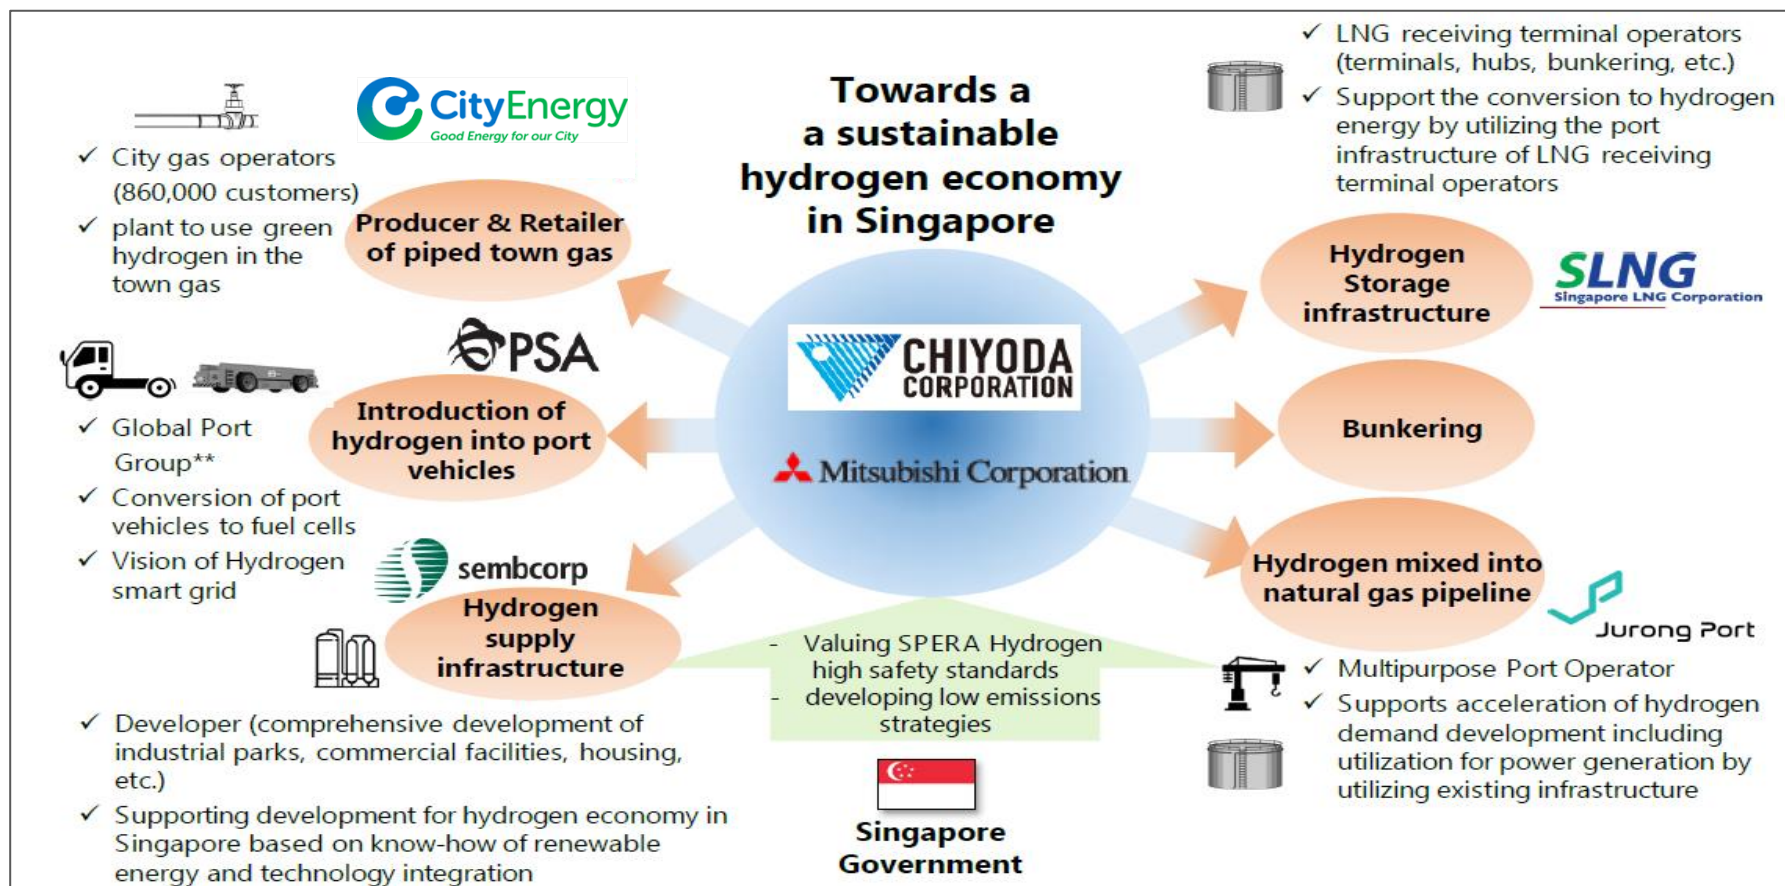 Towards a
a sustainable
hydrogen economy
in Singapore
CityEnergy
Good Energy for our City
✓ City gas operators
(860,000 customers)
✓ plant to use green
hydrogen in the
town gas
Producer & Retailer
of piped town gas
PSA
Introduction of
hydrogen into port
vehicles
✓ Global Port
Group**
✓ Conversion of port
vehicles to fuel cells
✓ Vision of Hydrogen
smart grid
sembcorp
Hydrogen
supply
infrastructure
✓ Developer (comprehensive development of
industrial parks, commercial facilities, housing,
etc.)
✓ Supporting development for hydrogen economy in
Singapore based on know-how of renewable
energy and technology integration
CHIYODA
CORPORATION
Mitsubishi Corporation
- Valuing SPERA Hydrogen
high safety standards
- developing low emissions
strategies
Singapore
Government
✓ LNG receiving terminal operators
(terminals, hubs, bunkering, etc.)
✓ Support the conversion to hydrogen
energy by utilizing the port
infrastructure of LNG receiving
terminal operators
Hydrogen
Storage
infrastructure
SLNG
Singapore LNG Corporation
Bunkering
Hydrogen mixed into
natural gas pipeline
Jurong Port
✓ Multipurpose Port Operator
✓ Supports acceleration of hydrogen
demand development including
utilization for power generation by
utilizing existing infrastructure